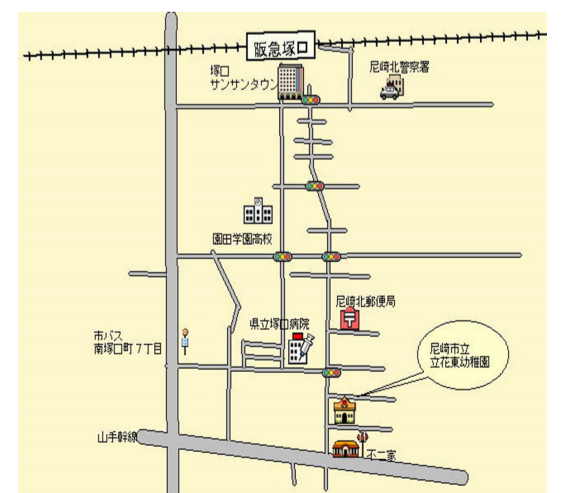 阪急塚口
塚口
サンサンタウン
尼崎北警察署
園田学園高校
尼崎北郵便局
県立塚口病院
市バス
南塚口町7丁目
尼崎市立
立花東幼稚園
山手幹線
不二家